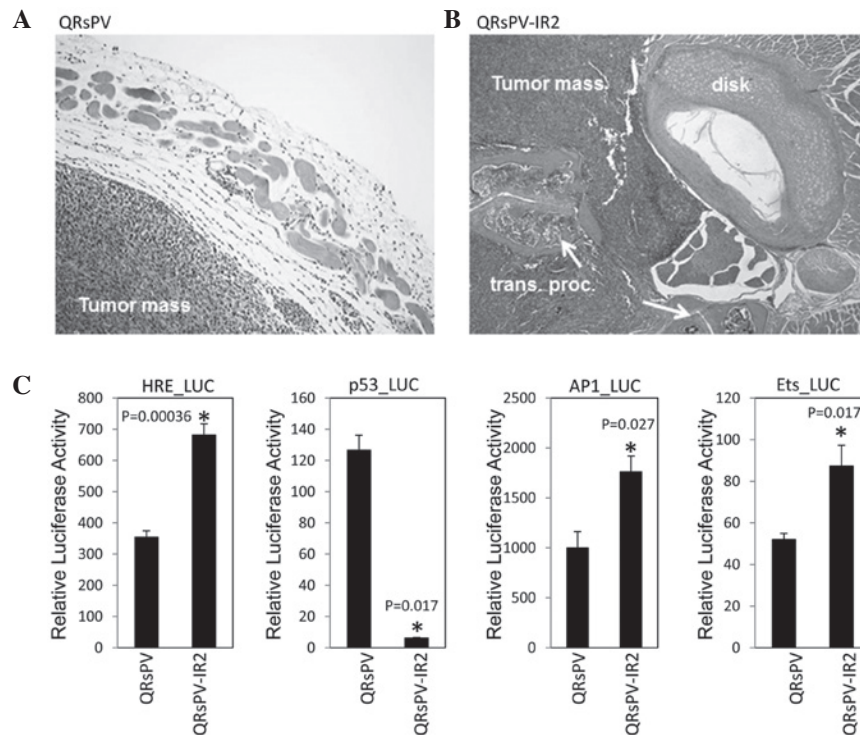 A QRsPV
B QRsPV-IR2
Tumor mass
Tumor mass
disk
trans. proc.
C
HRE_LUC
Relative Luciferase Activity
800
700
600
500
400
300
200
100
0
P=0.00036
*
QRsPV
QRsPV-IR2
p53_LUC
Relative Luciferase Activity
160
140
120
100
80
60
40
20
0
P=0.017
*
QRsPV
QRsPV-IR2
AP1_LUC
Relative Luciferase Activity
2500
2000
1500
1000
500
0
P=0.027
*
QRsPV
QRsPV-IR2
Ets_LUC
Relative Luciferase Activity
120
100
80
60
40
20
0
P=0.017
*
QRsPV
QRsPV-IR2